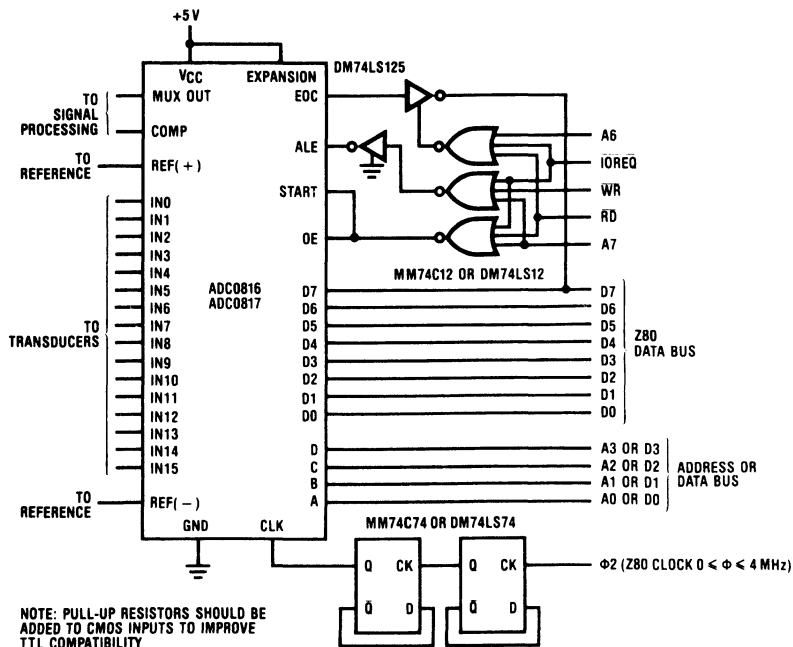 +5 V
VCC
EXPANSION
DM74LS125
TO
SIGNAL
PROCESSING
MUX OUT
COMP
EOC
ALE
START
OE
A6
IOREQ
WR
RD
A7
TO
REFERENCE
REF(+)
MM74C12 OR DM74LS12
TO
TRANSDUCERS
IN0
IN1
IN2
IN3
IN4
IN5
IN6
IN7
IN8
IN9
IN10
IN11
IN12
IN13
IN14
IN15
ADC0816
ADC0817
D7
D6
D5
D4
D3
D2
D1
D0
D7
D6
D5
D4
D3
D2
D1
D0
Z80
DATA BUS
D
C
B
A
A3 OR D3
A2 OR D2
A1 OR D1
A0 OR D0
ADDRESS OR
DATA BUS
TO
REFERENCE
REF(−)
GND
CLK
MM74C74 OR DM74LS74
Q CK
Q̅ D
Q CK
Q̅ D
Φ2 (Z80 CLOCK 0 ≤ Φ ≤ 4 MHz)
NOTE: PULL-UP RESISTORS SHOULD BE
ADDED TO CMOS INPUTS TO IMPROVE
TTL COMPATIBILITY